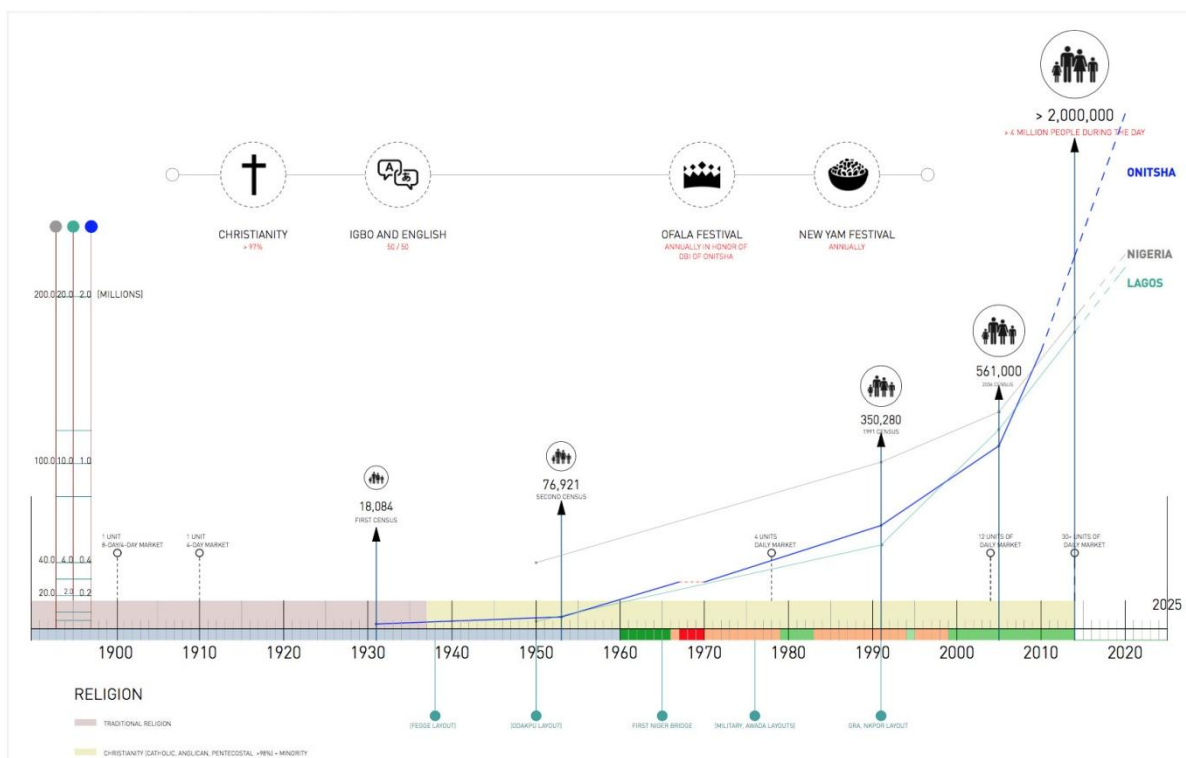 > 2,000,000
> 4 MILLION PEOPLE DURING THE DAY
ONITSHA
CHRISTIANITY
> 97%
IGBO AND ENGLISH
50 / 50
OFALA FESTIVAL
ANNUALLY IN HONOR OF
OBI OF ONITSHA
NEW YAM FESTIVAL
ANNUALLY
NIGERIA
LAGOS
200.0 20.0 2.0 (MILLIONS)
561,000
2006 CENSUS
350,280
1991 CENSUS
100.0 10.0 1.0
76,921
SECOND CENSUS
18,084
FIRST CENSUS
1 UNIT
8-DAY/4-DAY MARKET
1 UNIT
4-DAY MARKET
4 UNITS
DAILY MARKET
12 UNITS OF
DAILY MARKET
30+ UNITS OF
DAILY MARKET
40.0 4.0 0.4
20.0 2.0 0.2
2025
1900 1910 1920 1930 1940 1950 1960 1970 1980 1990 2000 2010 2020
RELIGION
TRADITIONAL RELIGION
(FEGGE LAYOUT)
(ODAKPU LAYOUT)
FIRST NIGER BRIDGE
(MILITARY, AWADA LAYOUTS)
GRA, NKPOR LAYOUT
CHRISTIANITY (CATHOLIC, ANGLICAN, PENTECOSTAL >98%) + MINORITY